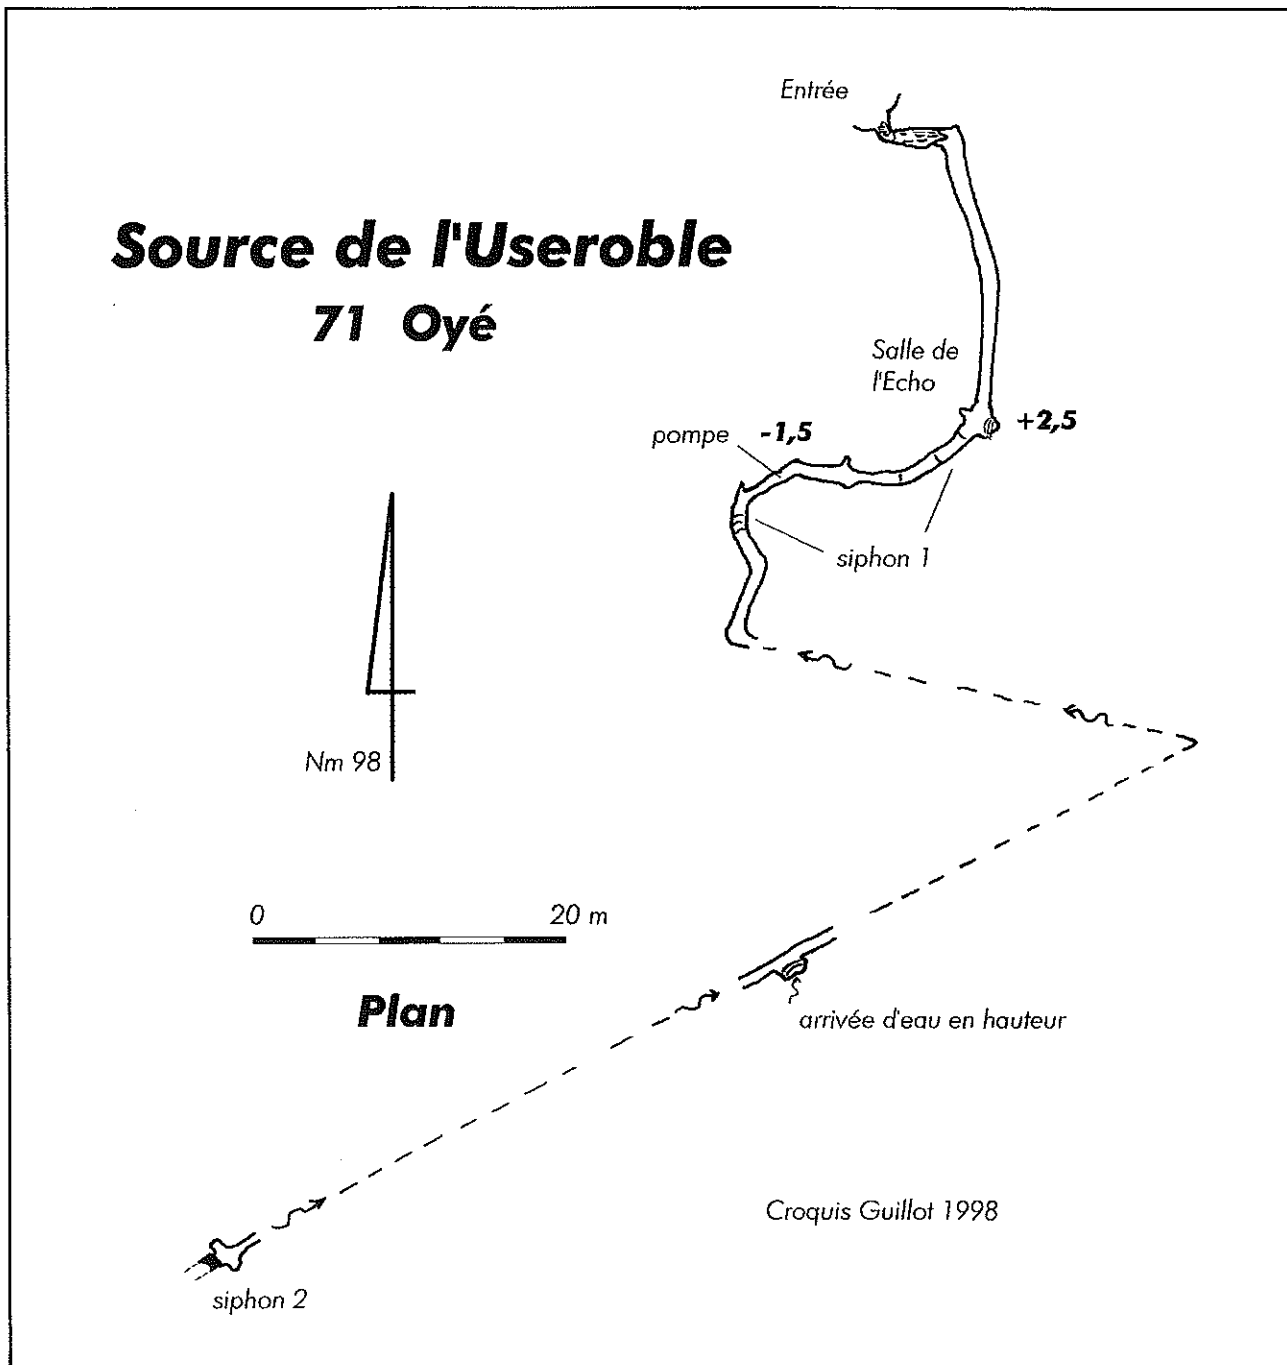 Entrée
Source de l'Useroble
71 Oyé
Salle de
l'Echo
+2,5
pompe -1,5
siphon 1
Nm 98
0 20 m
Plan
arrivée d'eau en hauteur
Croquis Guillot 1998
siphon 2